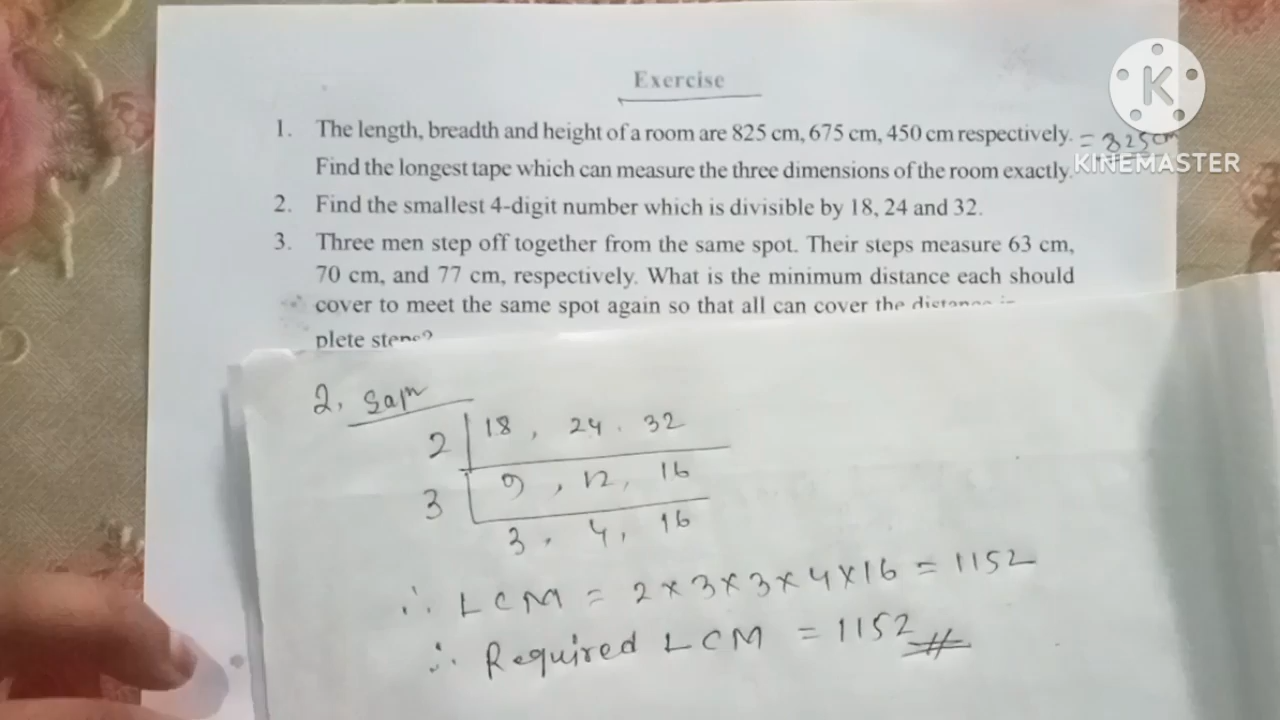 Exercise
1. The length, breadth and height of a room are 825 cm, 675 cm, 450 cm respectively. = 325cm
Find the longest tape which can measure the three dimensions of the room exactly.
KINEMASTER
2. Find the smallest 4-digit number which is divisible by 18, 24 and 32.
3. Three men step off together from the same spot. Their steps measure 63 cm,
70 cm, and 77 cm, respectively. What is the minimum distance each should
cover to meet the same spot again so that all can cover the distance
plete steps?
2.
2 | 18, 24. 32
3 | 9, 12, 16
3, 4, 16
∴ LCM = 2×3×3×4×16 = 1152
∴ Required LCM = 1152 #